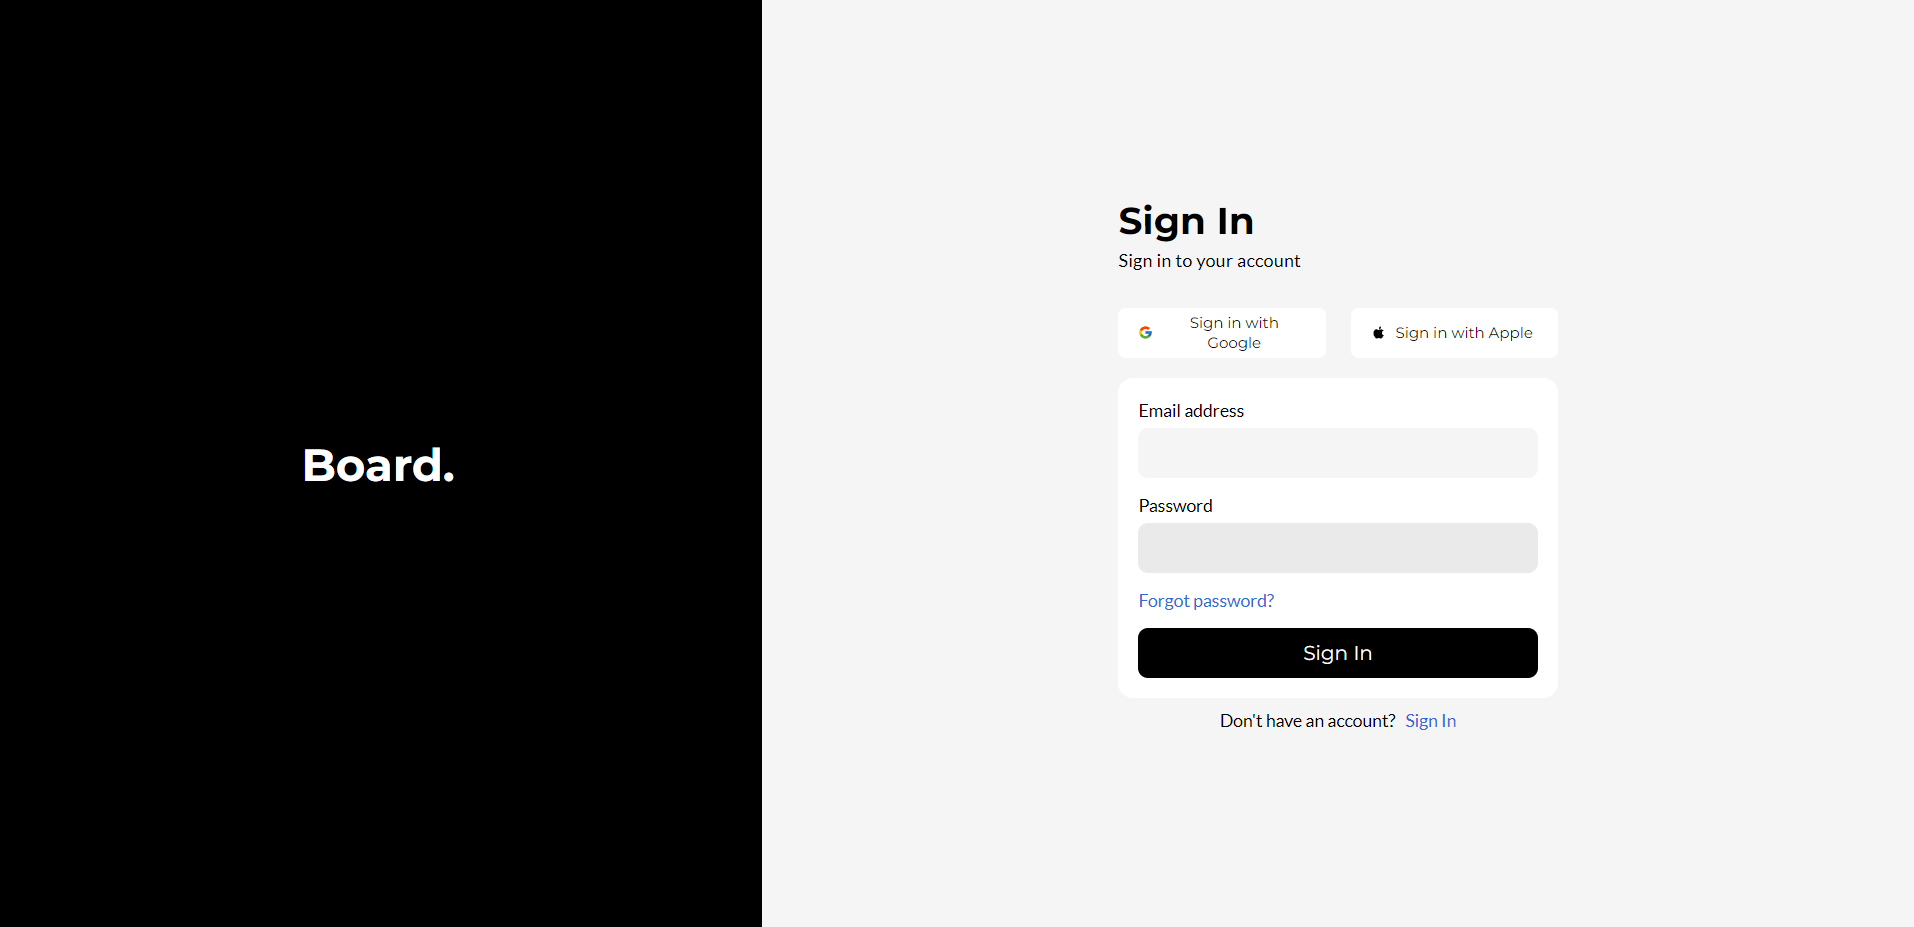 Board.
Sign In
Sign in to your account
Sign in with
Google
Sign in with Apple
Email address
Password
Forgot password?
Sign In
Don't have an account? Sign In